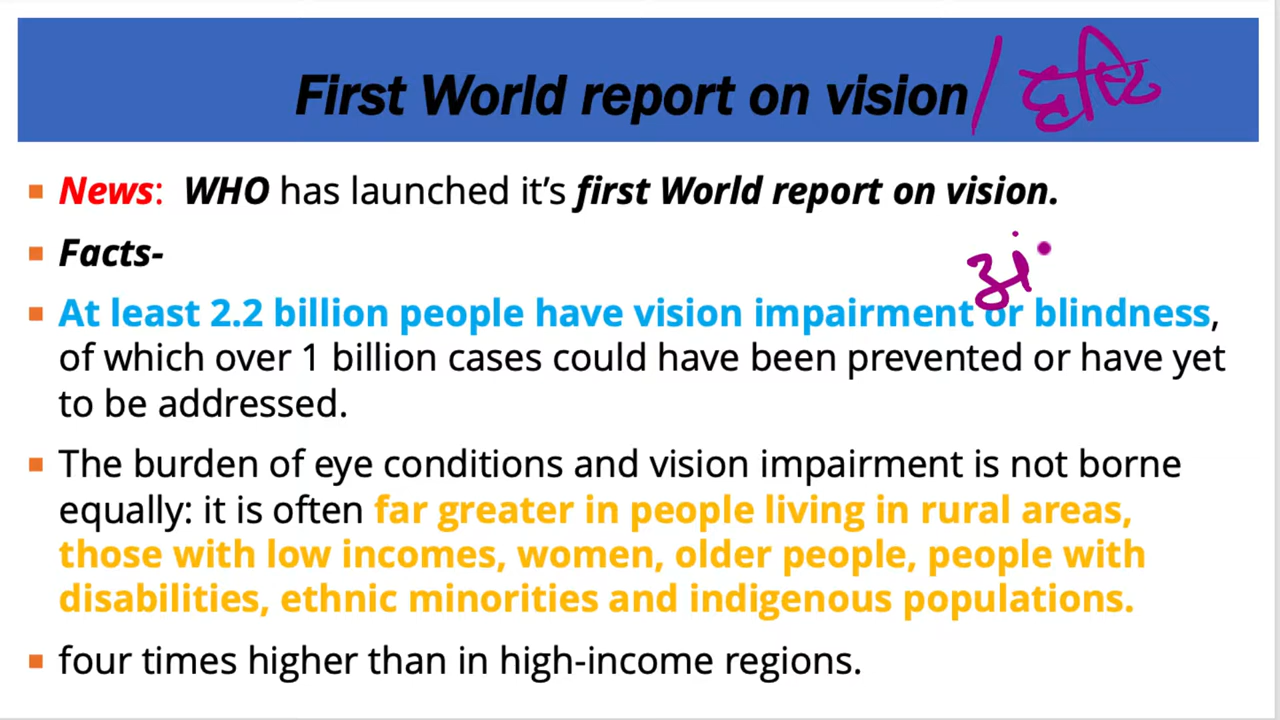 First World report on vision / दृष्टि
News: WHO has launched it's first World report on vision.
Facts-
अं
At least 2.2 billion people have vision impairment or blindness,
of which over 1 billion cases could have been prevented or have yet
to be addressed.
The burden of eye conditions and vision impairment is not borne
equally: it is often far greater in people living in rural areas,
those with low incomes, women, older people, people with
disabilities, ethnic minorities and indigenous populations.
four times higher than in high-income regions.